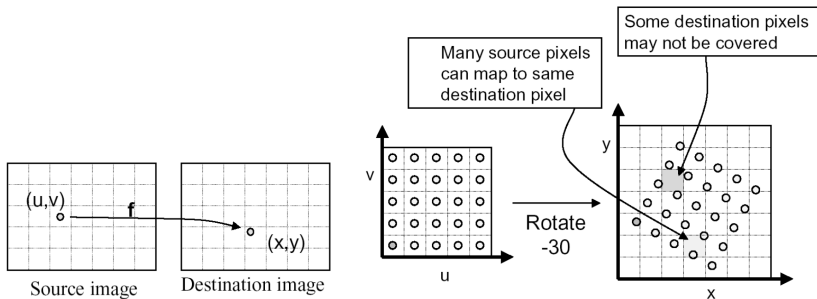 Some destination pixels
may not be covered
Many source pixels
can map to same
destination pixel
(u,v)
f
(x,y)
Source image
Destination image
v
u
Rotate
-30
y
x